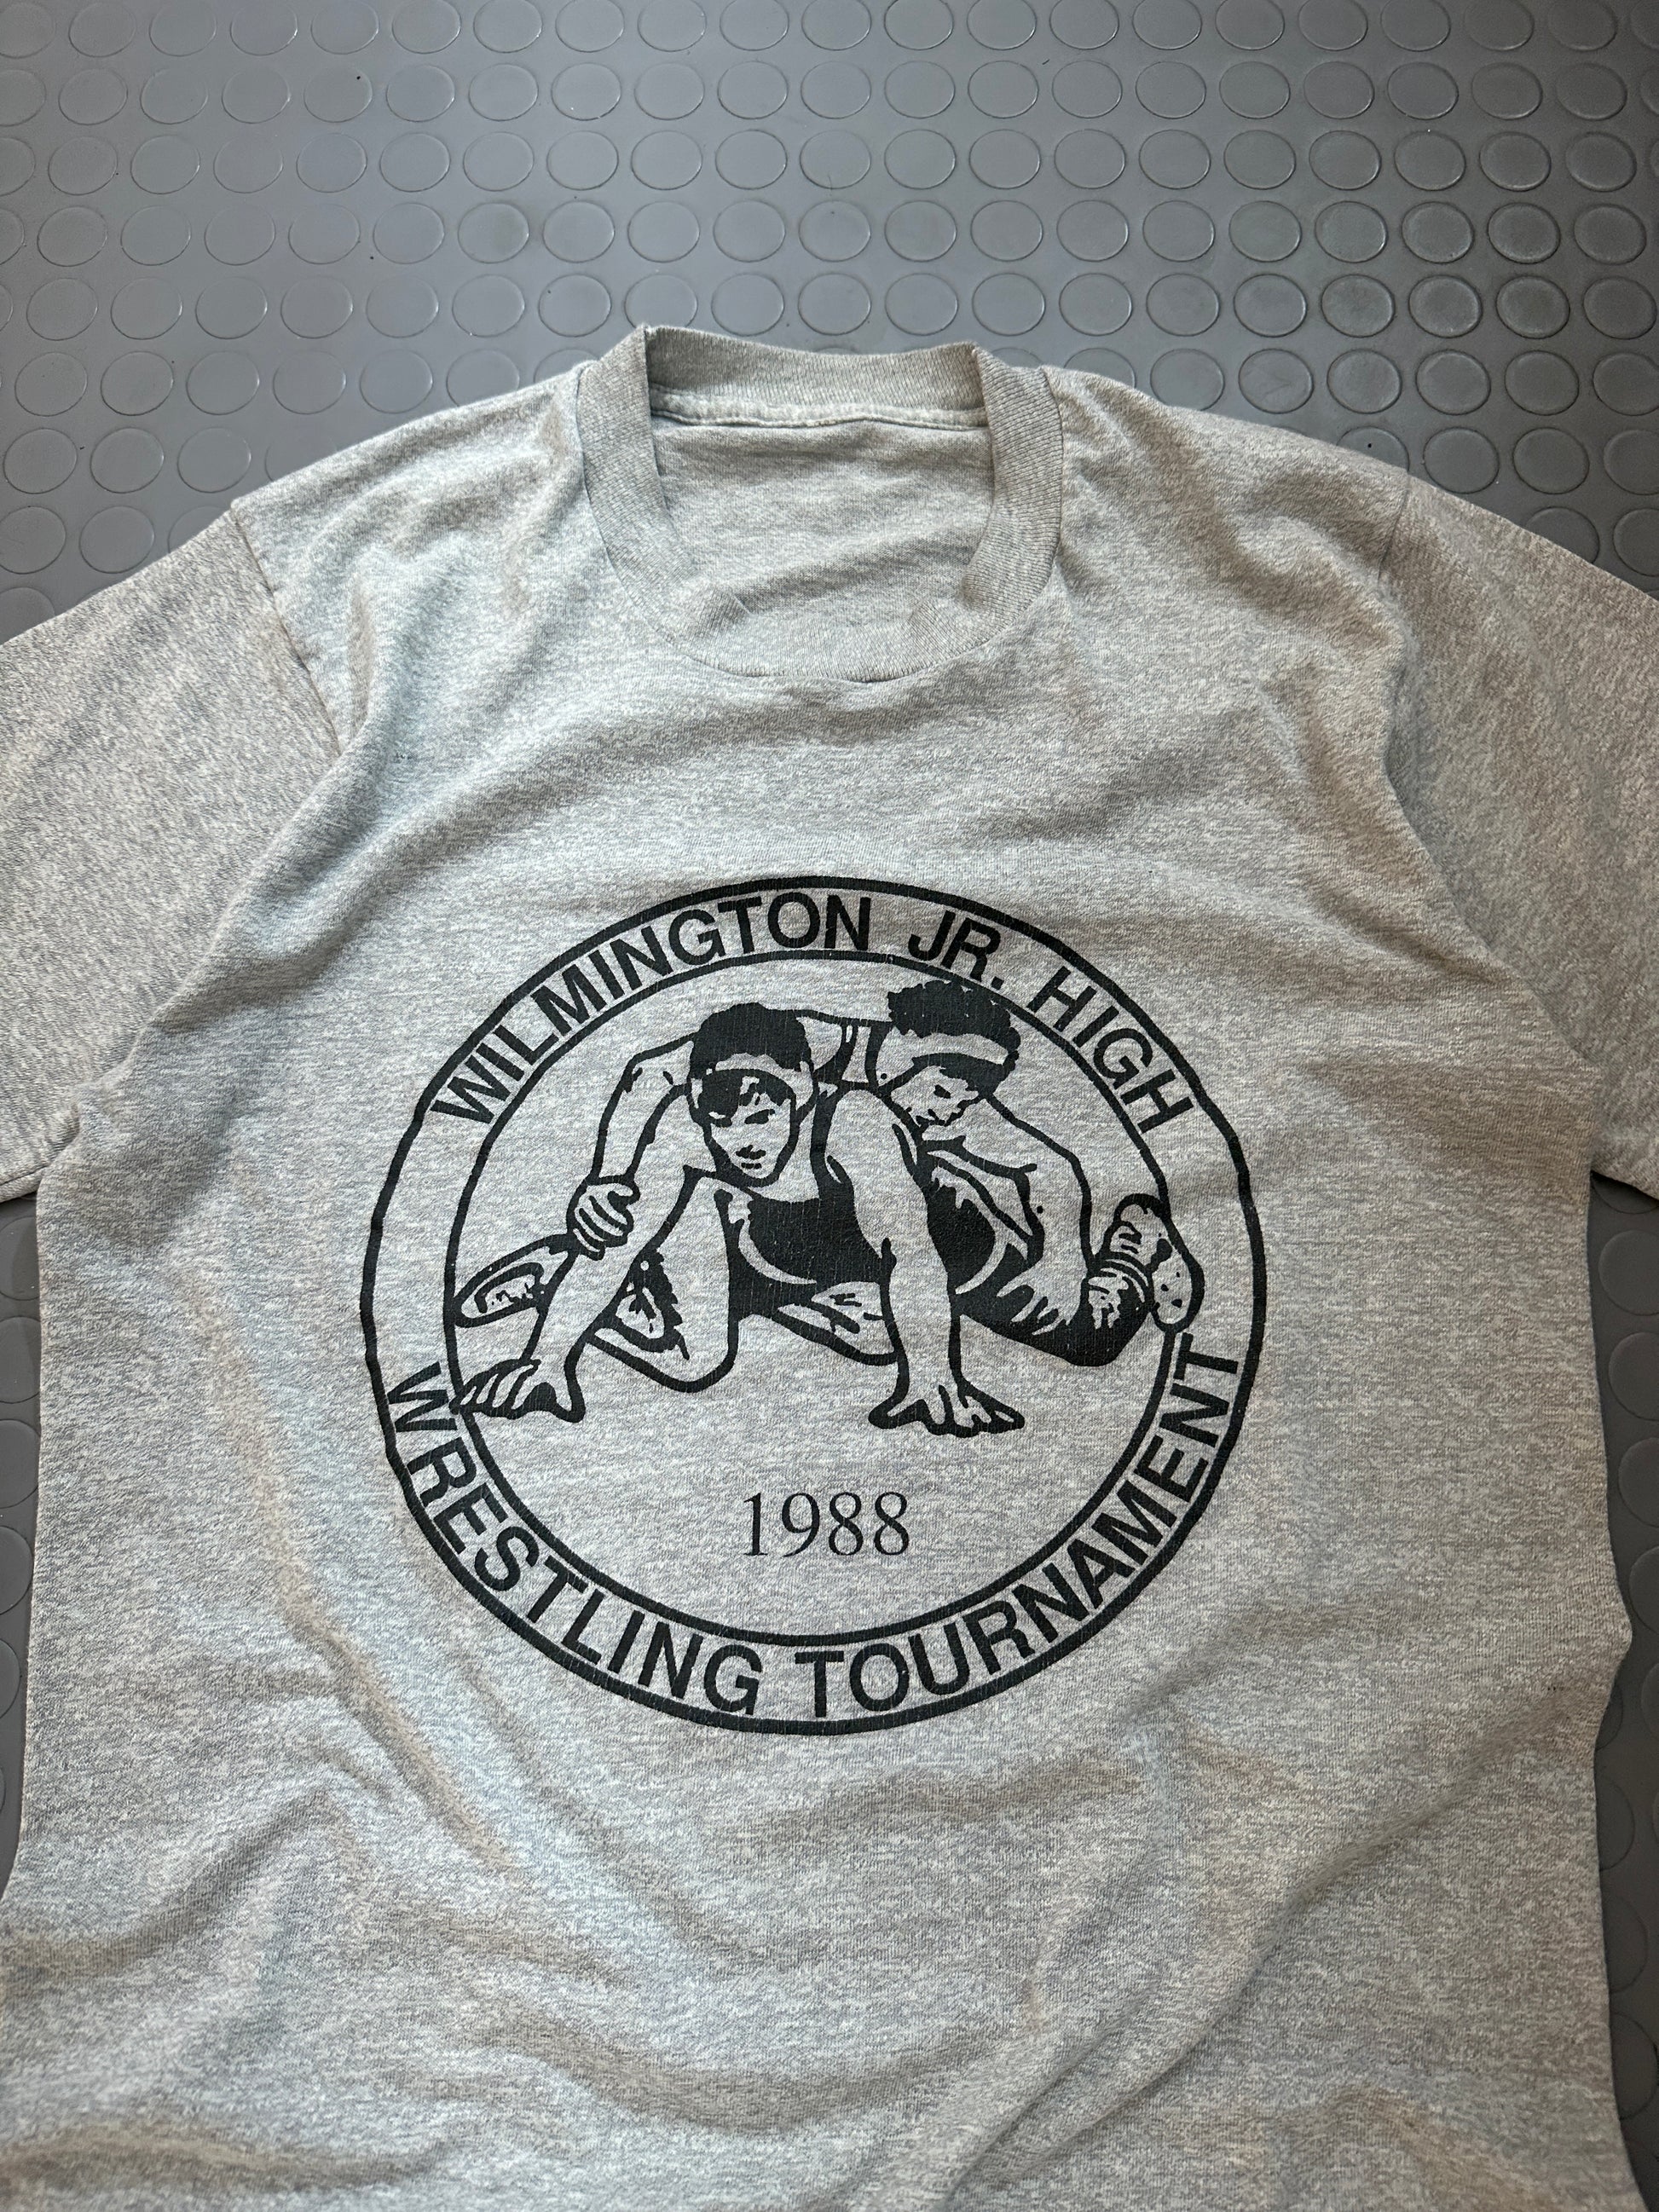 WILMINGTON JR. HIGH
1988
WRESTLING TOURNAMENT